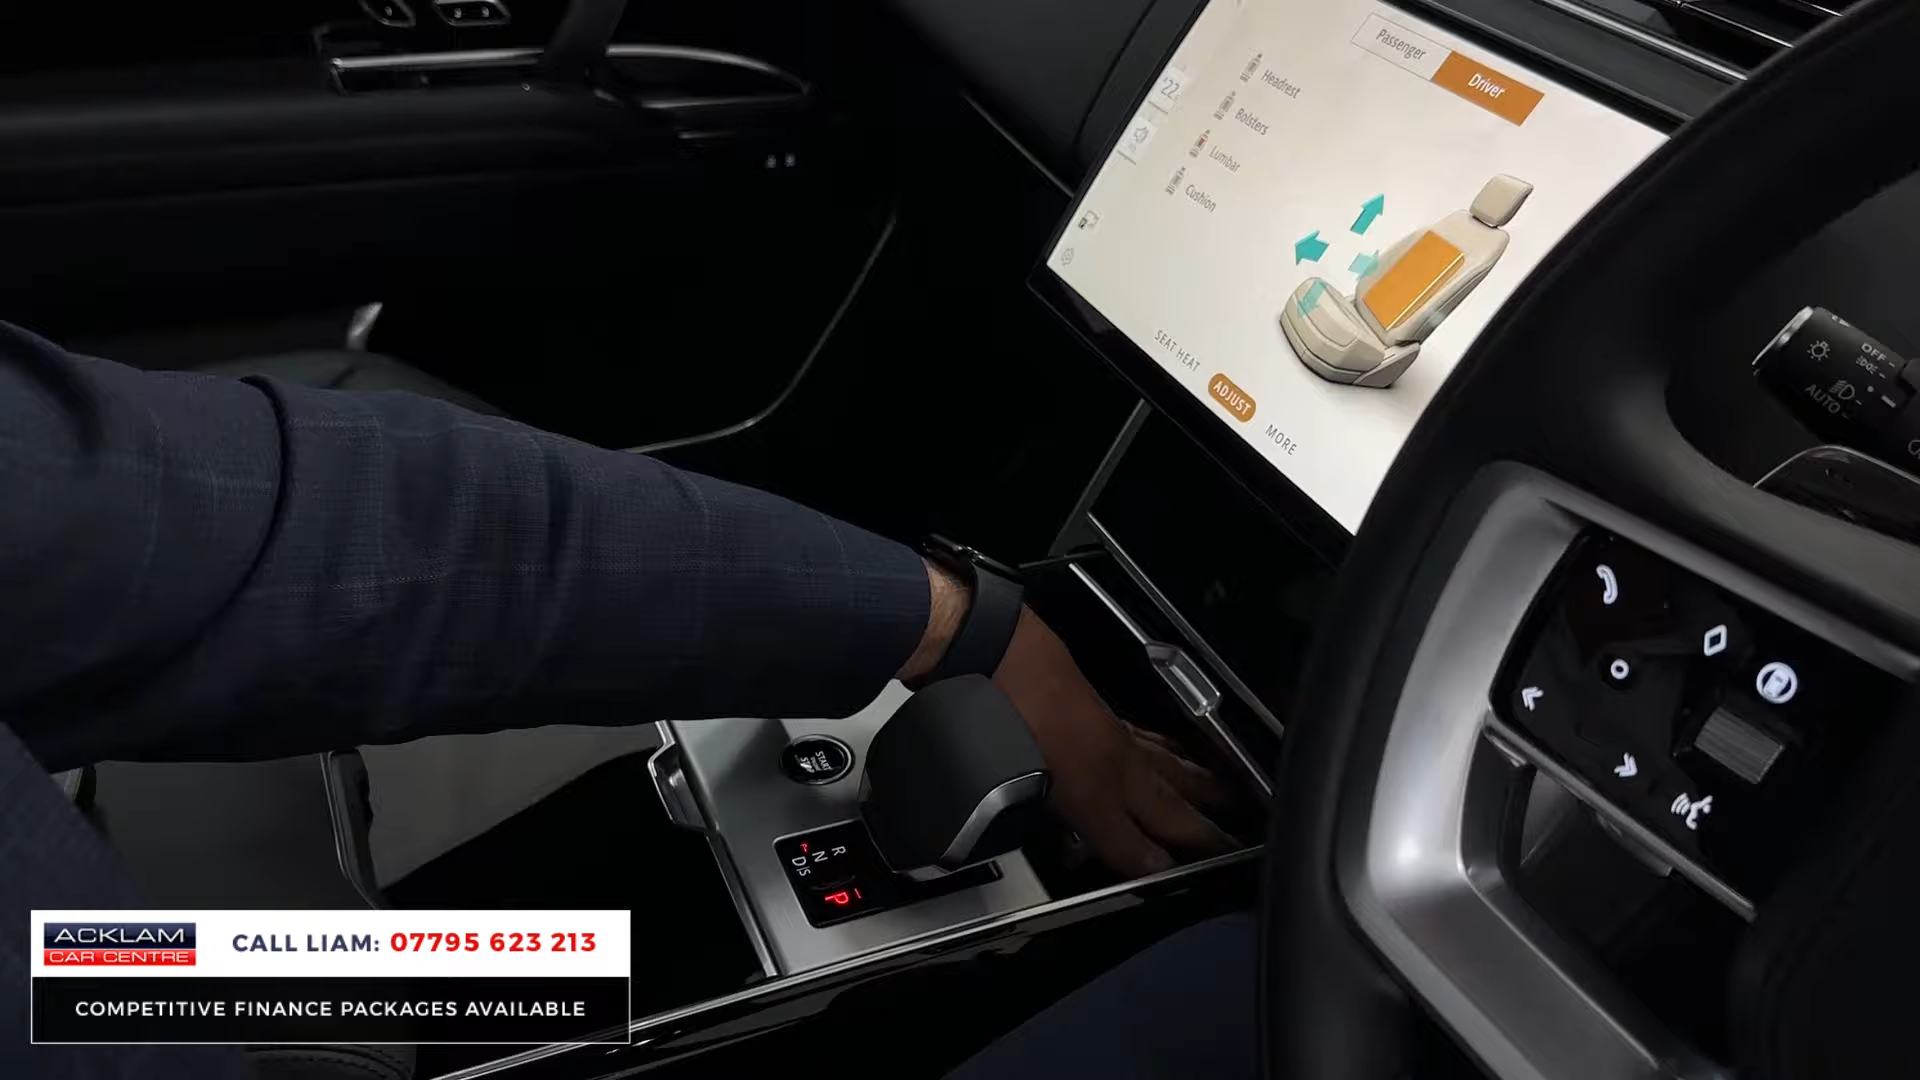 Passenger
Driver
22
Headrest
Bolsters
Lumbar
Cushion
SEAT HEAT
ADJUST
MORE
OFF
AUTO
START
STOP
R
N
D|S
P
ACKLAM
CAR CENTRE
CALL LIAM: 07795 623 213
COMPETITIVE FINANCE PACKAGES AVAILABLE